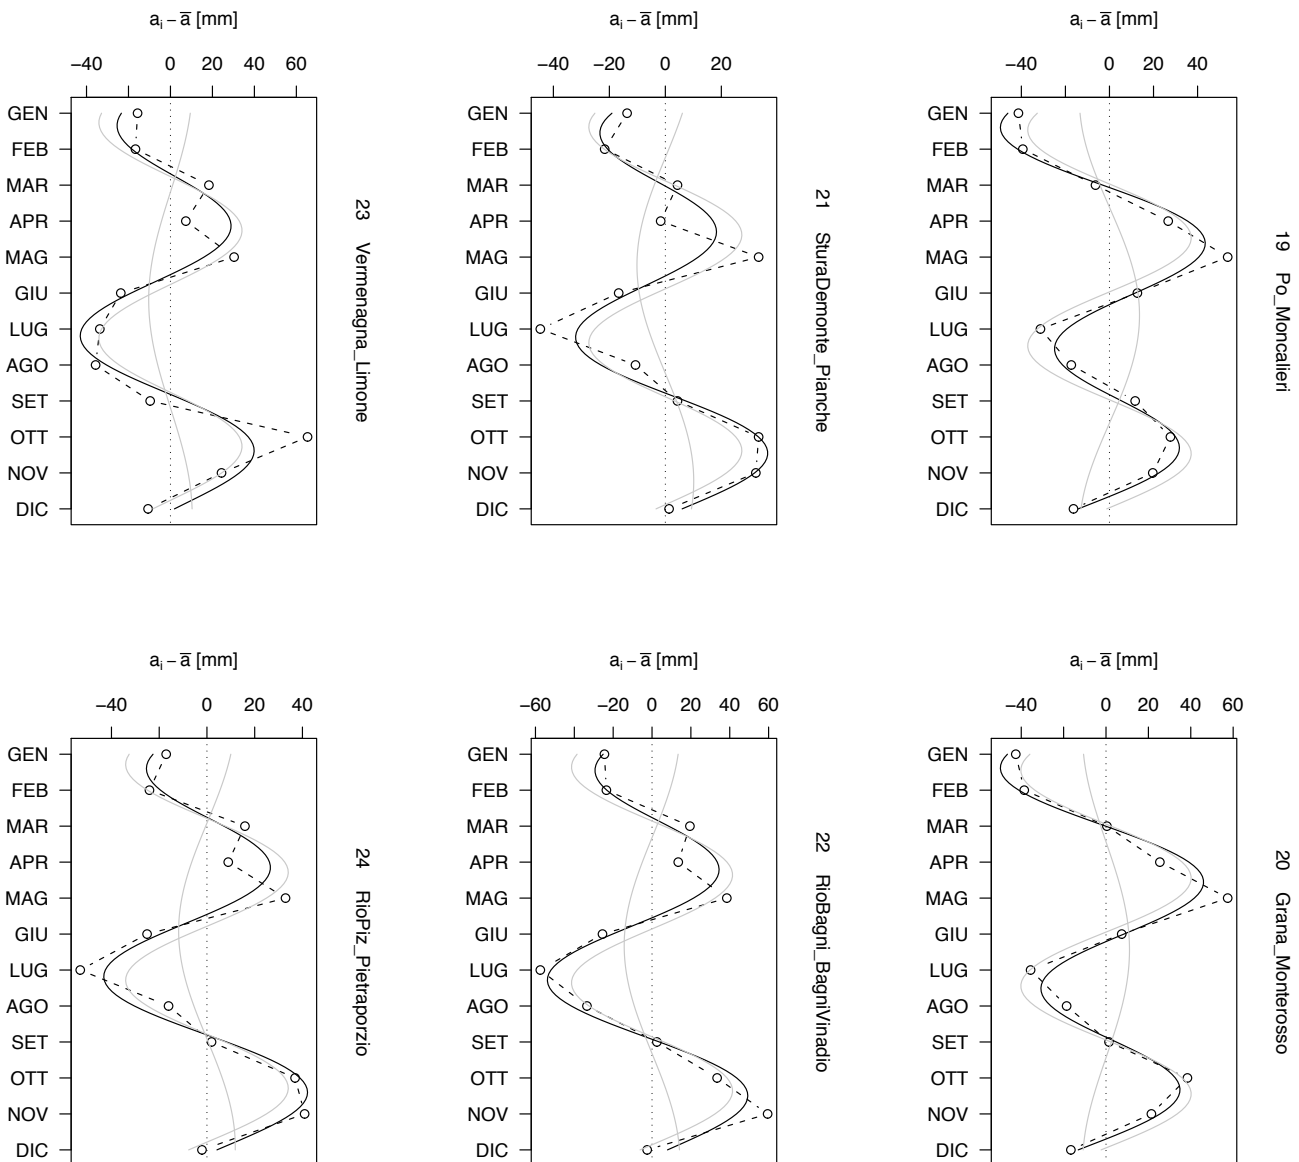 aᵢ − a̅ [mm]
−40 0 20 40 60
GEN
FEB
MAR
APR
MAG
GIU
LUG
AGO
SET
OTT
NOV
DIC
23 Vermenagna_Limone
aᵢ − a̅ [mm]
−40 −20 0 20
GEN
FEB
MAR
APR
MAG
GIU
LUG
AGO
SET
OTT
NOV
DIC
21 SturaDemonte_Pianche
aᵢ − a̅ [mm]
−40 0 20 40
GEN
FEB
MAR
APR
MAG
GIU
LUG
AGO
SET
OTT
NOV
DIC
19 Po_Moncalieri
aᵢ − a̅ [mm]
−40 0 20 40
GEN
FEB
MAR
APR
MAG
GIU
LUG
AGO
SET
OTT
NOV
DIC
24 RioPiz_Pietraporzio
aᵢ − a̅ [mm]
−60 −20 0 20 40 60
GEN
FEB
MAR
APR
MAG
GIU
LUG
AGO
SET
OTT
NOV
DIC
22 RioBagni_BagniVinadio
aᵢ − a̅ [mm]
−40 0 20 40 60
GEN
FEB
MAR
APR
MAG
GIU
LUG
AGO
SET
OTT
NOV
DIC
20 Grana_Monterosso